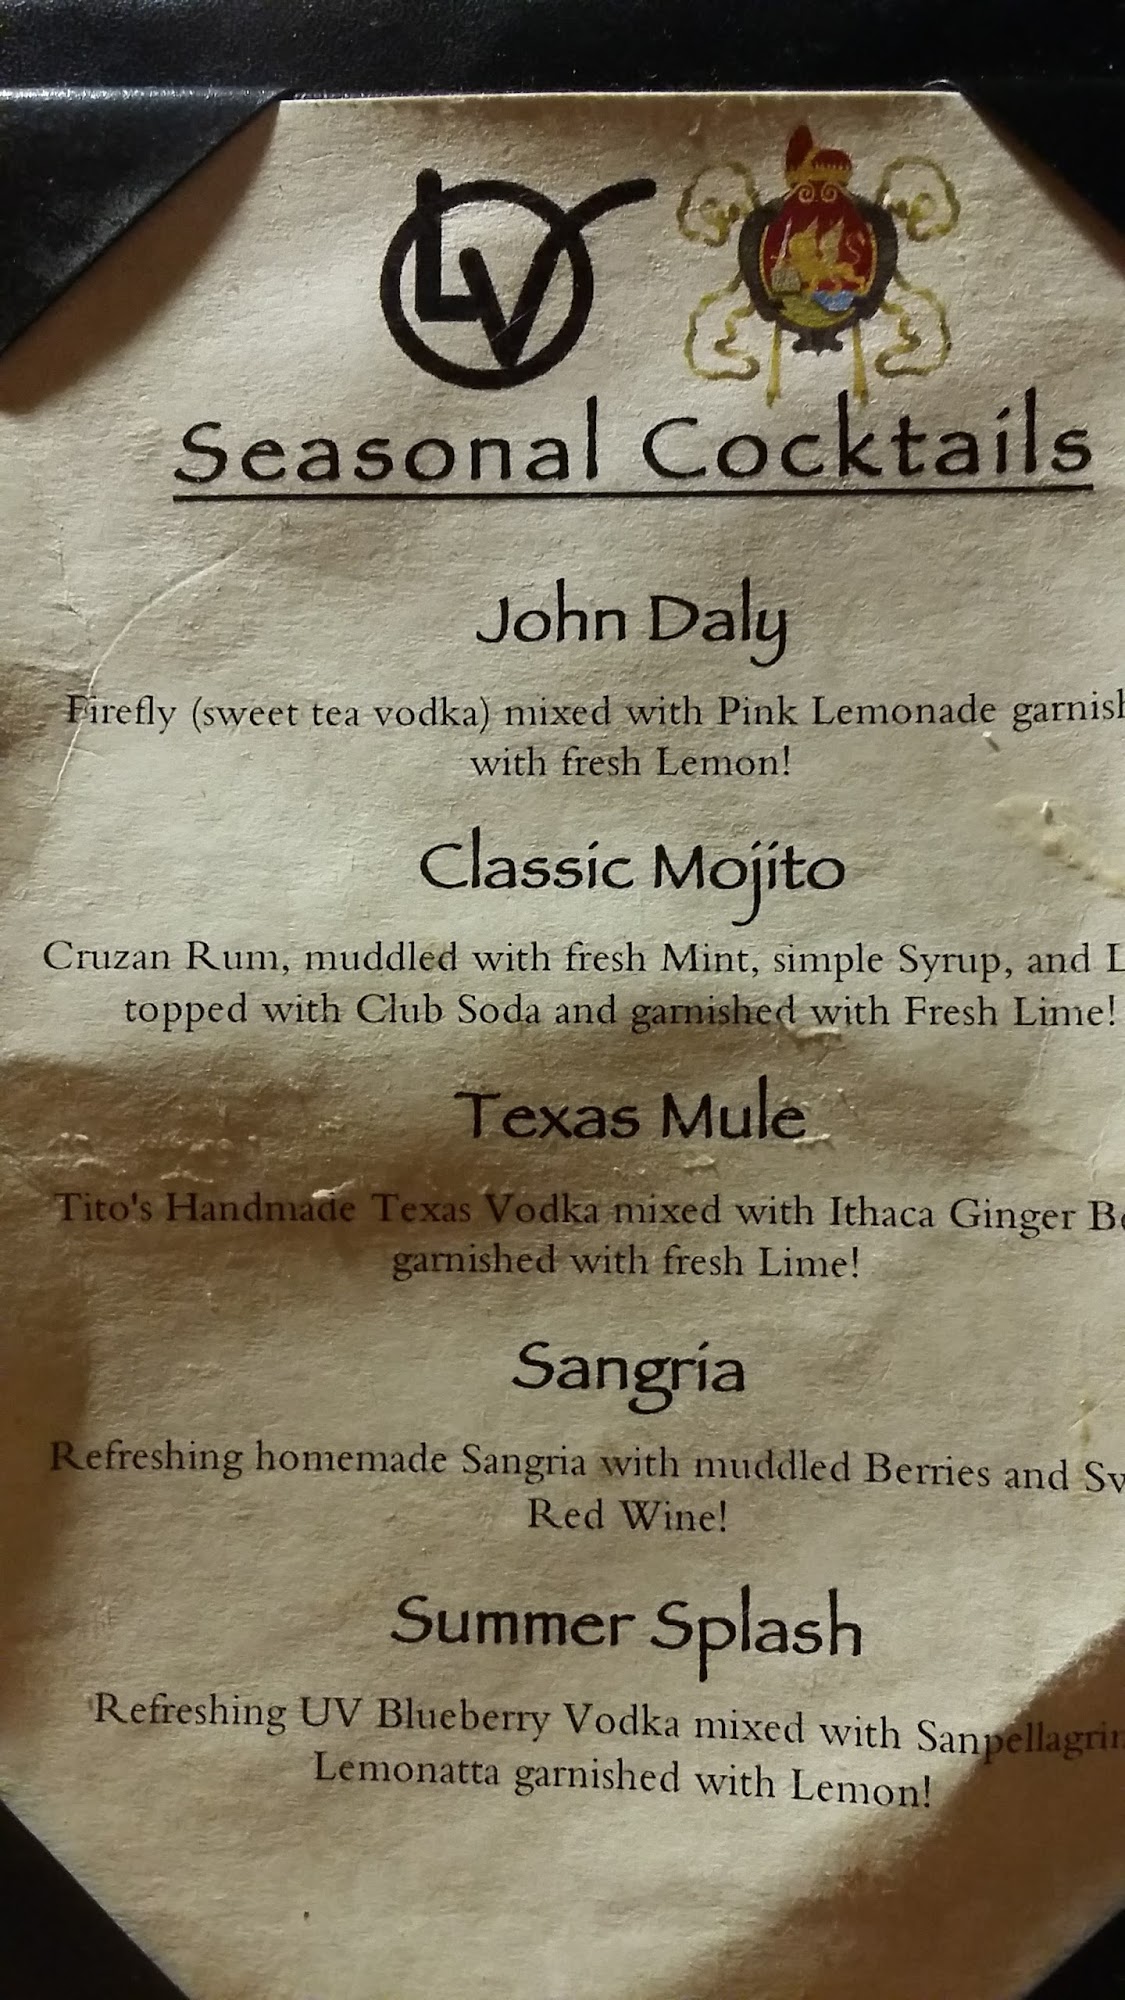 LV
Seasonal Cocktails
John Daly
Firefly (sweet tea vodka) mixed with Pink Lemonade
with fresh Lemon!
Classic Mojito
Cruzan Rum, muddled with fresh Mint, simple Syrup, and
topped with Club Soda and garnished with Fresh Lime!
Texas Mule
Tito's Handmade Texas Vodka mixed with Ithaca Ginger
garnished with fresh Lime!
Sangria
Refreshing homemade Sangria with muddled Berries and
Red Wine!
Summer Splash
Refreshing UV Blueberry Vodka mixed with
Lemonatta garnished with Lemon!